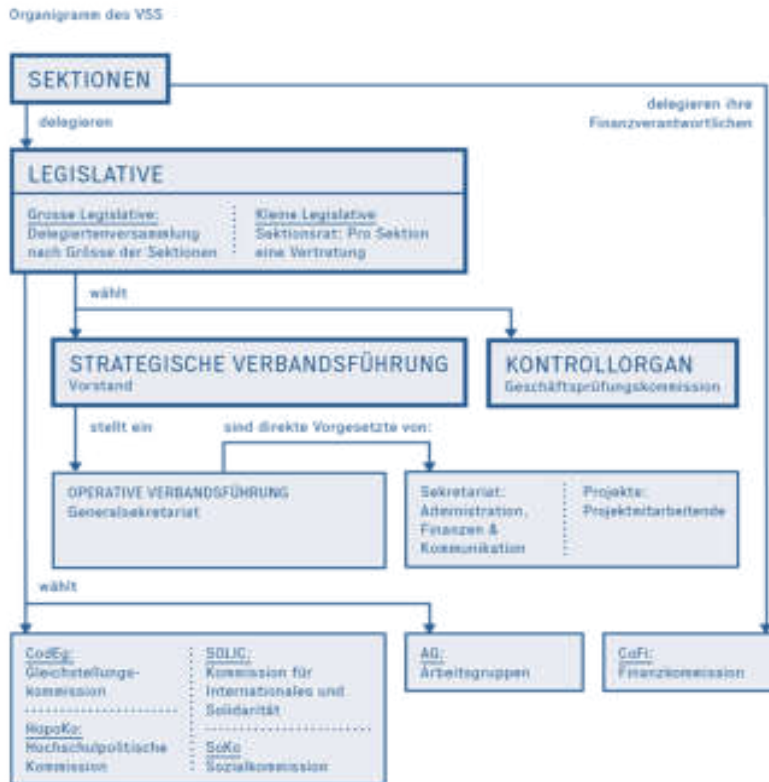 Organigramm des VSS
SEKTIONEN
delegieren
delegieren ihre
Finanzverantwortlichen
LEGISLATIVE
Grosse Legislative:
Delegiertenversammlung
nach Grösse der Sektionen
Kleine Legislative
Sektionsrat: Pro Sektion
eine Vertretung
wählt
STRATEGISCHE VERBANDSFÜHRUNG
Vorstand
KONTROLLORGAN
Geschäftsprüfungskommission
stellt ein
sind direkte Vorgesetzte von:
OPERATIVE VERBANDSFÜHRUNG
Generalsekretariat
Sekretariat:
Administration,
Finanzen &
Kommunikation
Projekte:
Projektmitarbeitende
wählt
CodEg:
Gleichstellungs-
kommission
HopoKo:
Hochschulpolitische
Kommission
SOLIC:
Kommission für
Internationales und
Solidarität
SoKo
Sozialkommission
AG:
Arbeitsgruppen
CoFi:
Finanzkommission